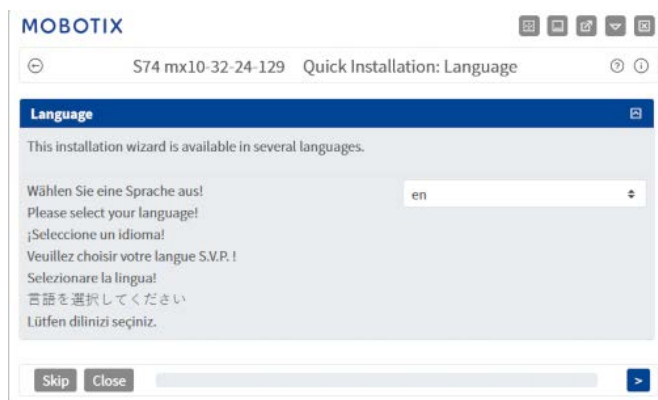 MOBOTIX
S74 mx10-32-24-129 Quick Installation: Language
Language
This installation wizard is available in several languages.
Wählen Sie eine Sprache aus!
en
Please select your language!
¡Seleccione un idioma!
Veuillez choisir votre langue S.V.P. !
Selezionare la lingua!
言語を選択してください
Lütfen dilinizi seçiniz.
Skip Close >